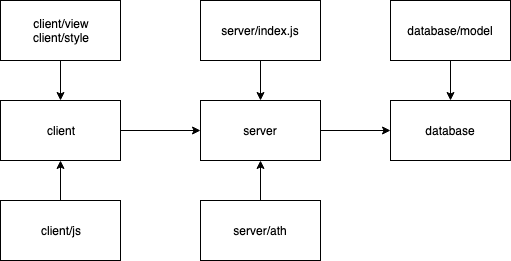 client/view
client/style
server/index.js
database/model
client
server
database
client/js
server/ath